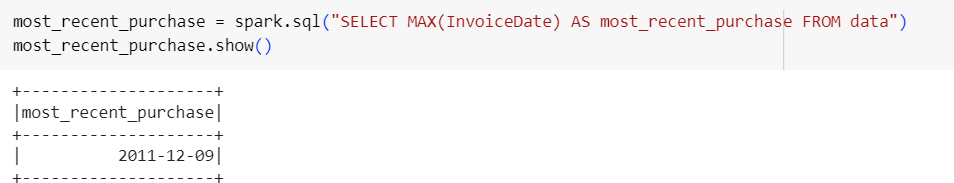 most_recent_purchase = spark.sql("SELECT MAX(InvoiceDate) AS most_recent_purchase FROM data")
most_recent_purchase.show()
+--------------------+
|most_recent_purchase|
+--------------------+
|          2011-12-09|
+--------------------+